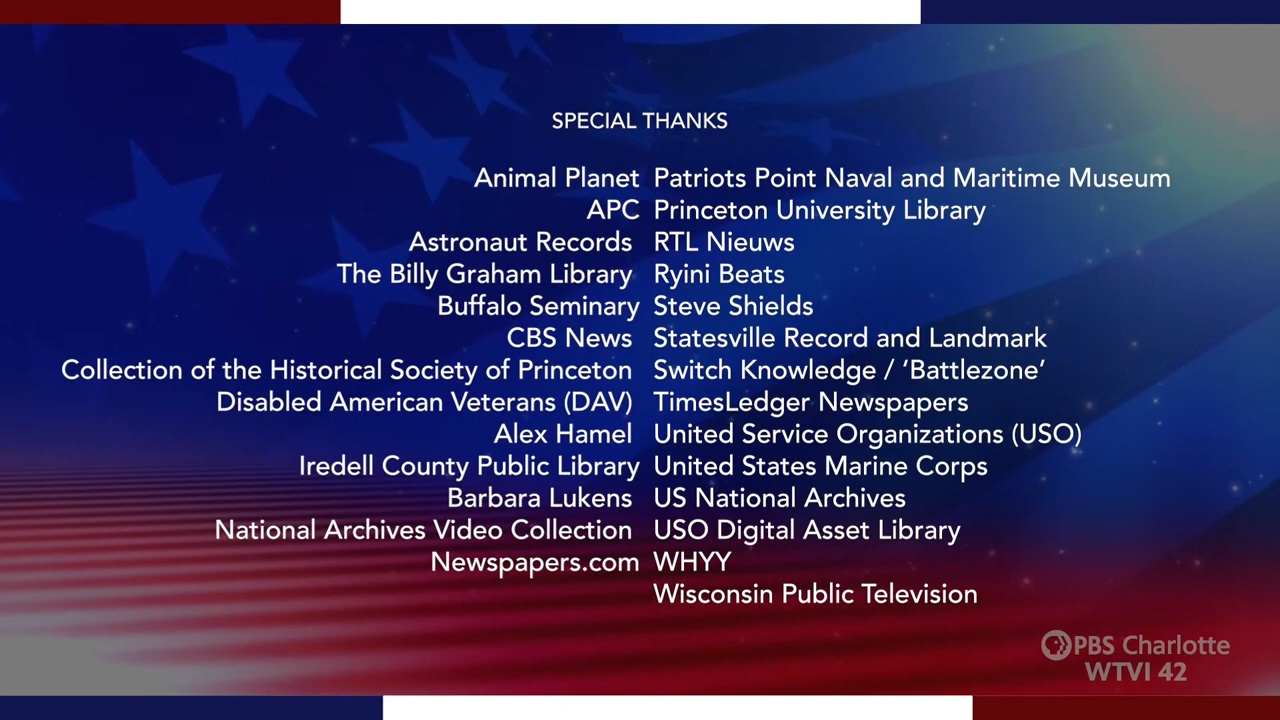 SPECIAL THANKS
Animal Planet
APC
Astronaut Records
The Billy Graham Library
Buffalo Seminary
CBS News
Collection of the Historical Society of Princeton
Disabled American Veterans (DAV)
Alex Hamel
Iredell County Public Library
Barbara Lukens
National Archives Video Collection
Newspapers.com
Patriots Point Naval and Maritime Museum
Princeton University Library
RTL Nieuws
Ryini Beats
Steve Shields
Statesville Record and Landmark
Switch Knowledge / ‘Battlezone’
TimesLedger Newspapers
United Service Organizations (USO)
United States Marine Corps
US National Archives
USO Digital Asset Library
WHYY
Wisconsin Public Television
PBS Charlotte
WTVI 42